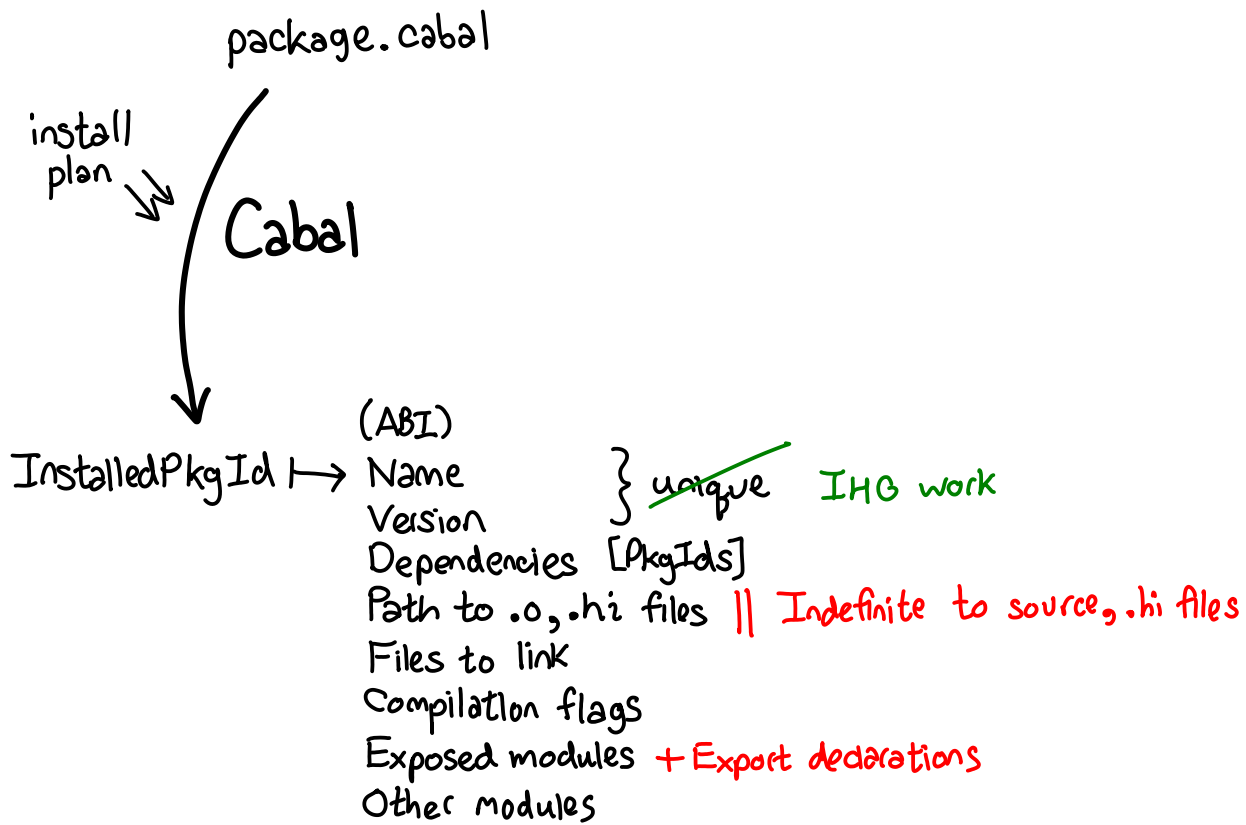 package.cabal
install
plan
Cabal
(ABI)
InstalledPkgId ↦ Name } unique IHG work
Version
Dependencies [PkgIds]
Path to .o, .hi files || Indefinite to source, .hi files
Files to link
Compilation flags
Exposed modules + Export declarations
Other modules